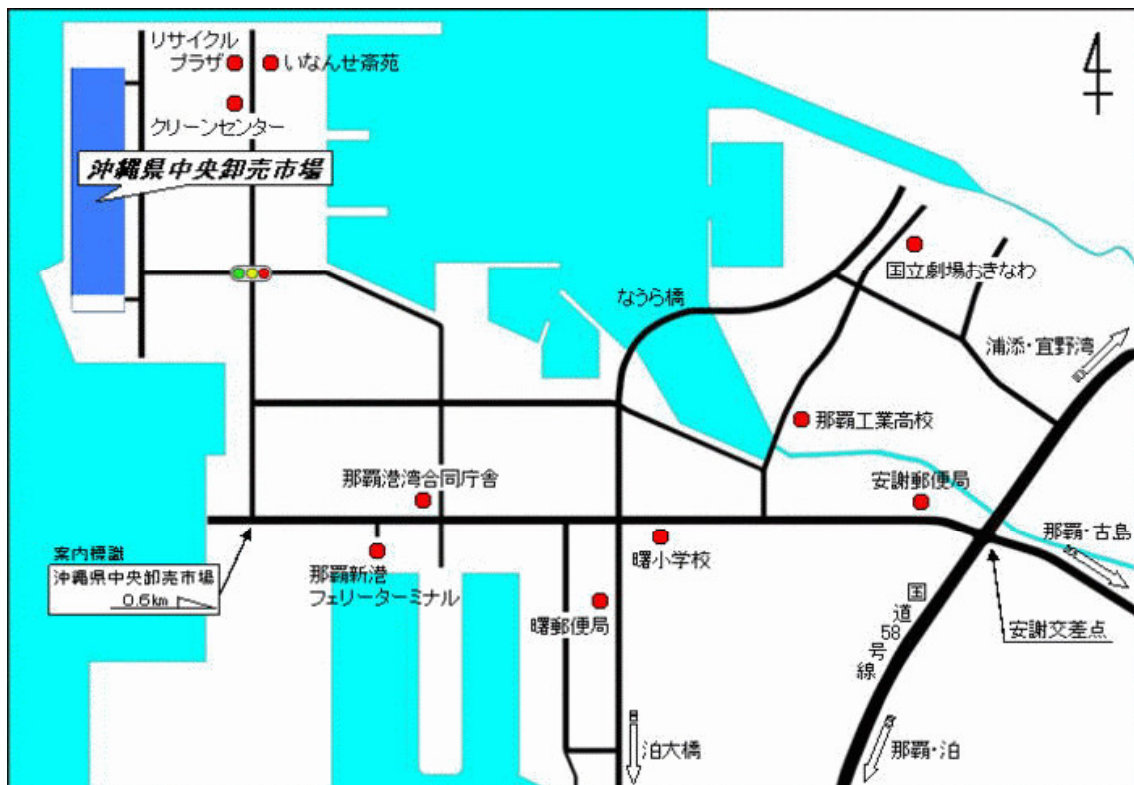 リサイクル
プラザ
いなんせ斎苑
クリーンセンター
沖縄県中央卸売市場
国立劇場おきなわ
なうら橋
浦添・宜野湾
那覇工業高校
那覇港湾合同庁舎
安謝郵便局
那覇・古島
案内標識
沖縄県中央卸売市場
0.6km
那覇新港
フェリーターミナル
曙小学校
曙郵便局
国道58号線
安謝交差点
泊大橋
那覇・泊